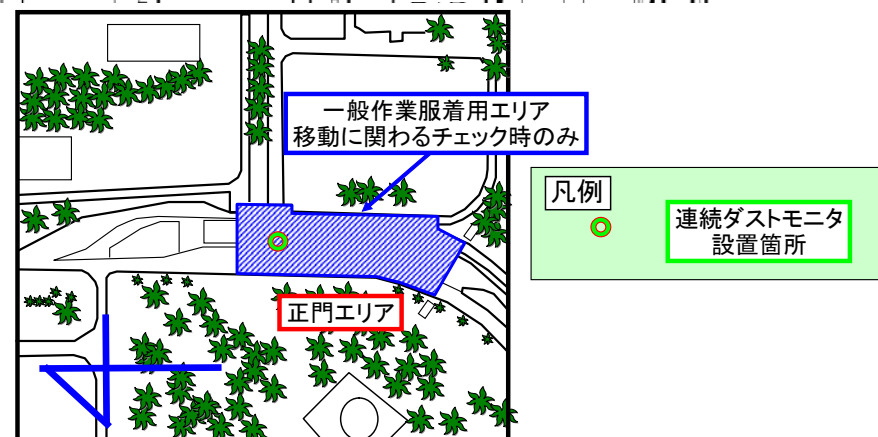 一般作業服着用エリア
移動に関わるチェック時のみ
正門エリア
凡例
連続ダストモニタ
設置箇所